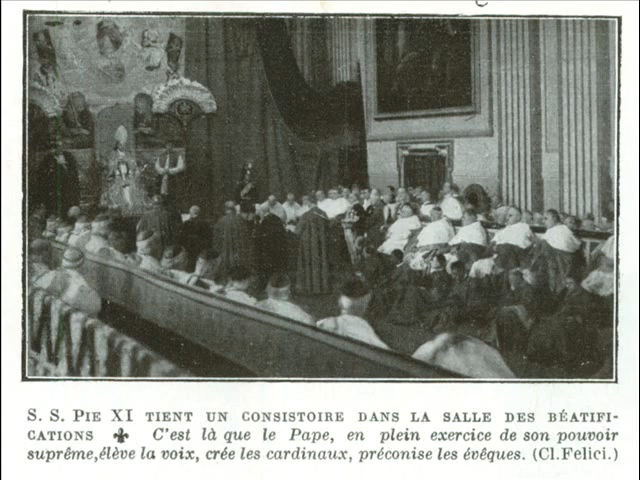 S. S. PIE XI TIENT UN CONSISTOIRE DANS LA SALLE DES BÉATIFI-
CATIONS ⚜ C'est là que le Pape, en plein exercice de son pouvoir
suprême,élève la voix, crée les cardinaux, préconise les évêques. (Cl.Felici.)